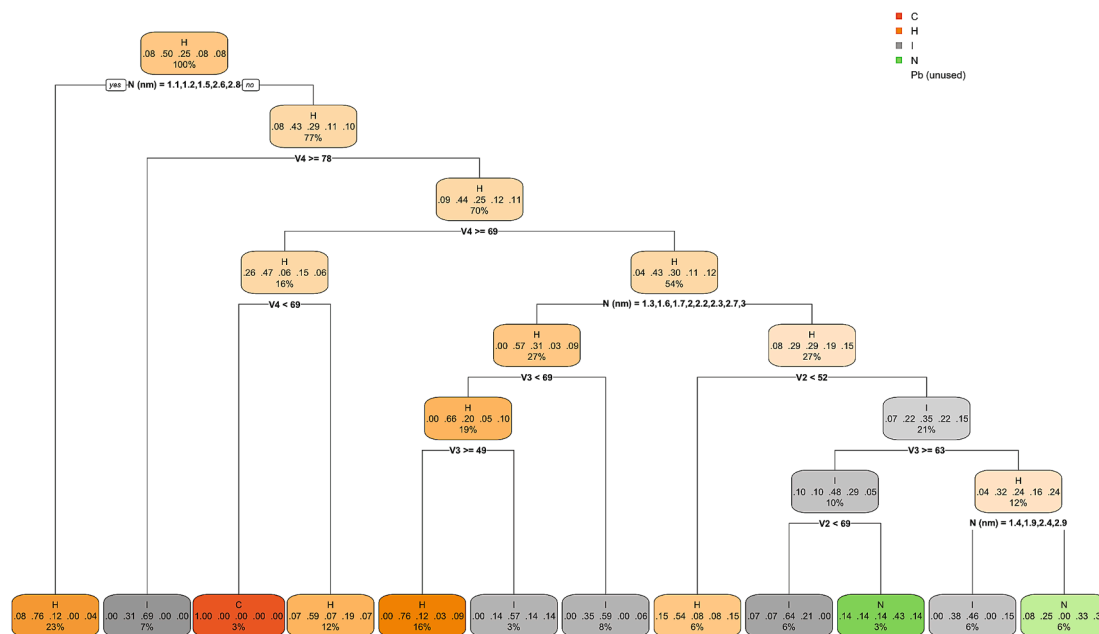 C
H
I
N
Pb (unused)
H
.08 .50 .25 .08 .08
100%
yes N (nm) = 1.1,1.2,1.5,2.6,2.8 no
H
.08 .43 .29 .11 .10
77%
V4 >= 78
H
.09 .44 .25 .12 .11
70%
V4 >= 69
H
.26 .47 .06 .15 .06
16%
H
.04 .43 .30 .11 .12
54%
V4 < 69
N (nm) = 1.3,1.6,1.7,2,2.2,2.3,2.7,3
H
.00 .57 .31 .03 .09
27%
H
.08 .29 .29 .19 .15
27%
V3 < 69
V2 < 52
H
.00 .66 .20 .05 .10
19%
I
.07 .22 .35 .22 .15
21%
V3 >= 49
V3 >= 63
I
.10 .10 .48 .29 .05
10%
H
.04 .32 .24 .16 .24
12%
V2 < 69
N (nm) = 1.4,1.9,2.4,2.9
H
.08 .76 .12 .00 .04
23%
I
.00 .31 .69 .00 .00
7%
C
1.00 .00 .00 .00 .00
3%
H
.07 .59 .07 .19 .07
12%
H
.00 .76 .12 .03 .09
16%
I
.00 .14 .57 .14 .14
3%
I
.00 .35 .59 .00 .06
8%
H
.15 .54 .08 .08 .15
6%
I
.07 .07 .64 .21 .00
6%
N
.14 .14 .14 .43 .14
3%
I
.00 .38 .46 .00 .15
6%
N
.08 .25 .00 .33 .3
6%